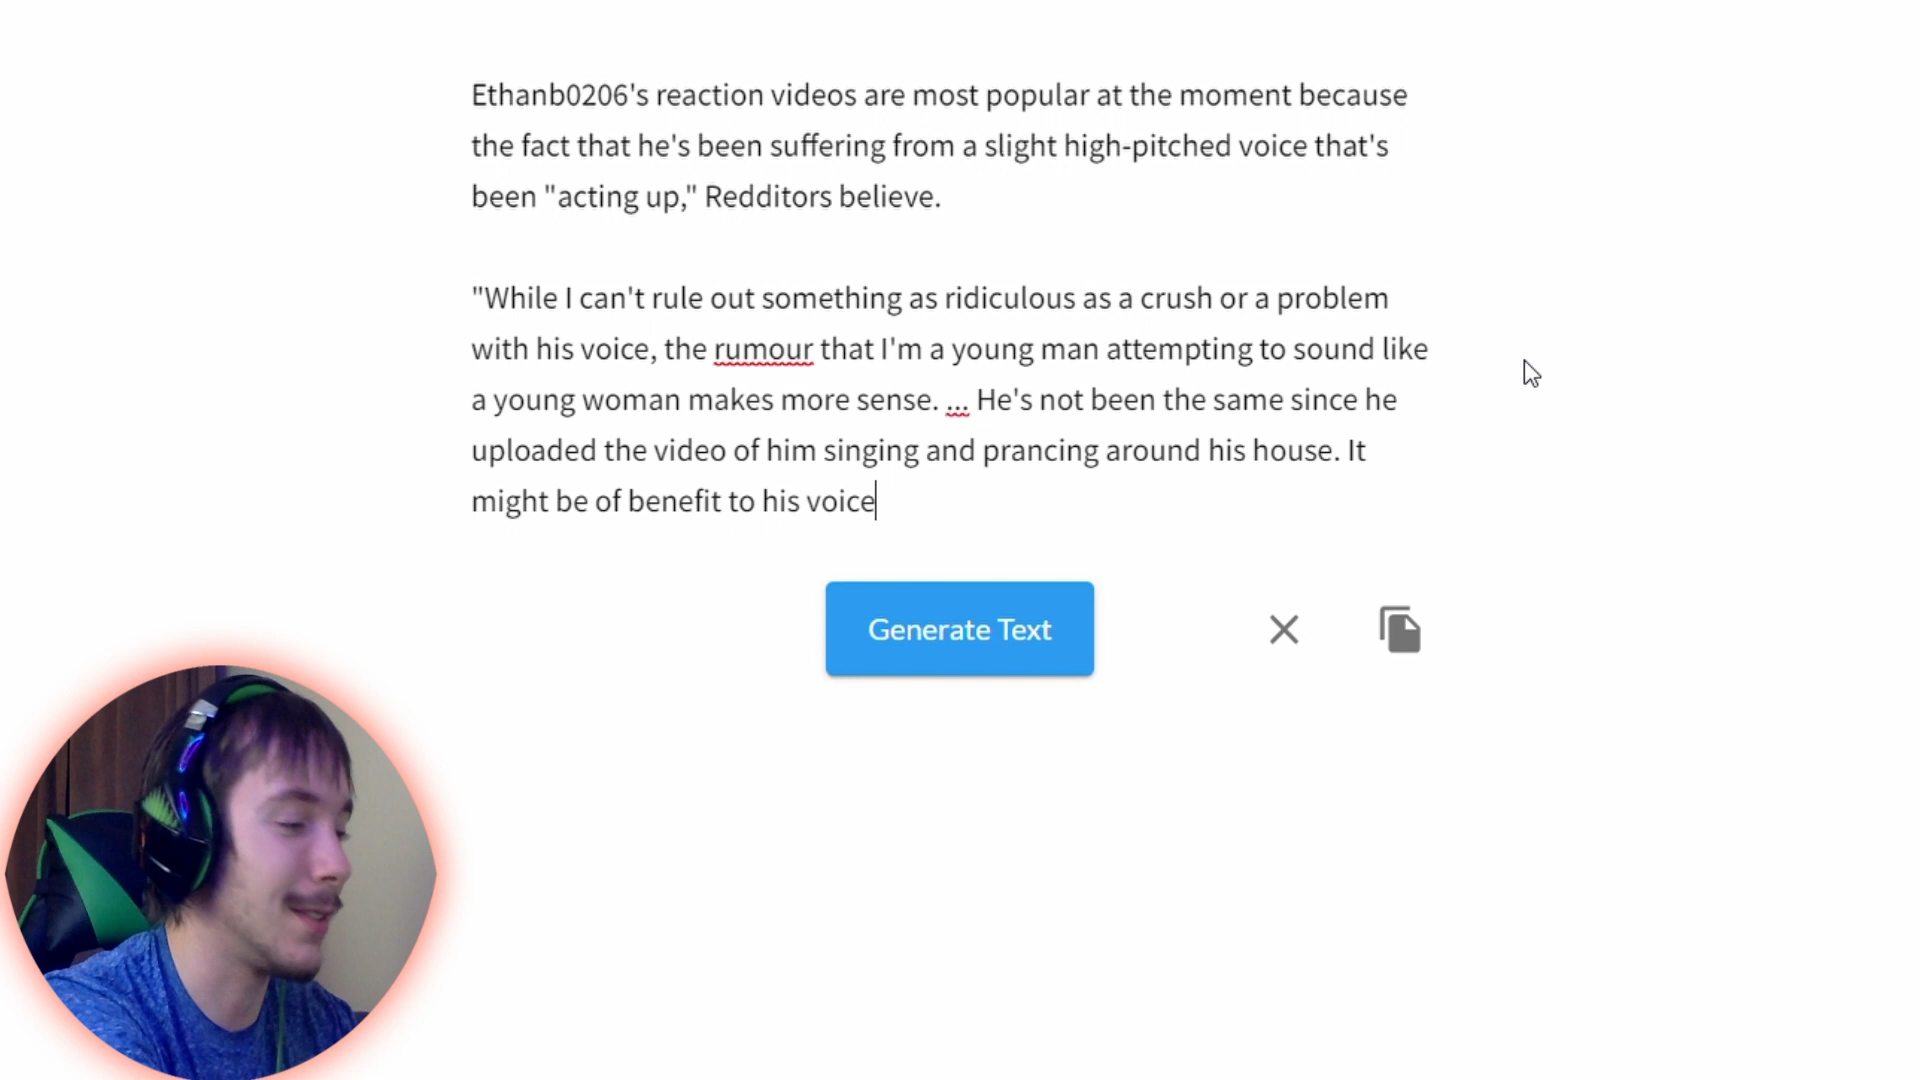 Ethanb0206's reaction videos are most popular at the moment because
the fact that he's been suffering from a slight high-pitched voice that's
been "acting up," Redditors believe.
"While I can't rule out something as ridiculous as a crush or a problem
with his voice, the rumour that I'm a young man attempting to sound like
a young woman makes more sense. ... He's not been the same since he
uploaded the video of him singing and prancing around his house. It
might be of benefit to his voice
Generate Text